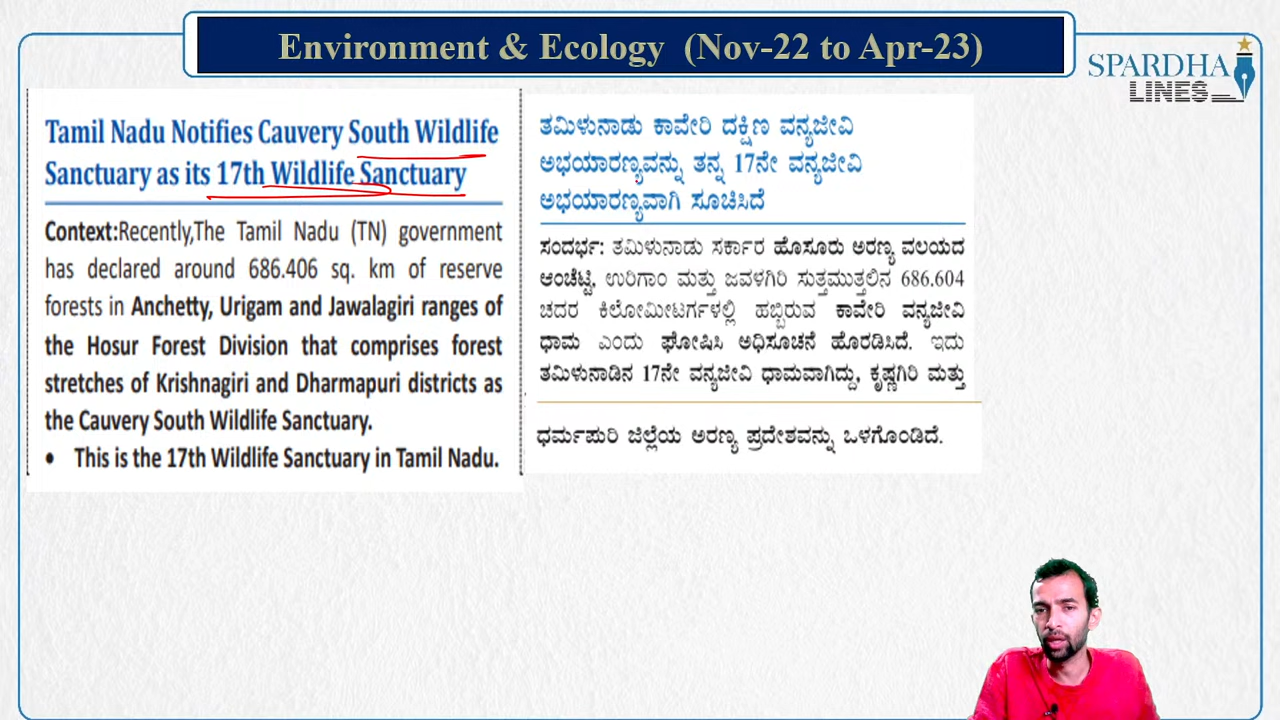 Environment & Ecology (Nov-22 to Apr-23)
SPARDHA
LINES
Tamil Nadu Notifies Cauvery South Wildlife
Sanctuary as its 17th Wildlife Sanctuary
Context:Recently,The Tamil Nadu (TN) government
has declared around 686.406 sq. km of reserve
forests in Anchetty, Urigam and Jawalagiri ranges of
the Hosur Forest Division that comprises forest
stretches of Krishnagiri and Dharmapuri districts as
the Cauvery South Wildlife Sanctuary.
• This is the 17th Wildlife Sanctuary in Tamil Nadu.
ತಮಿಳುನಾಡು ಕಾವೇರಿ ದಕ್ಷಿಣ ವನ್ಯಜೀವಿ
ಅಭಯಾರಣ್ಯವನ್ನು ತನ್ನ 17ನೇ ವನ್ಯಜೀವಿ
ಅಭಯಾರಣ್ಯವಾಗಿ ಸೂಚಿಸಿದೆ
ಸಂದರ್ಭ: ತಮಿಳುನಾಡು ಸರ್ಕಾರ ಹೊಸೂರು ಅರಣ್ಯ ವಲಯದ
ಆಂಚೆಟ್ಟಿ, ಉರಿಗಾಂ ಮತ್ತು ಜವಳಗಿರಿ ಸುತ್ತಮುತ್ತಲಿನ 686.604
ಚದರ ಕಿಲೋಮೀಟರ್ಗಳಲ್ಲಿ ಹಬ್ಬಿರುವ ಕಾವೇರಿ ವನ್ಯಜೀವಿ
ಧಾಮ ಎಂದು ಘೋಷಿಸಿ ಅಧಿಸೂಚನೆ ಹೊರಡಿಸಿದೆ. ಇದು
ತಮಿಳುನಾಡಿನ 17ನೇ ವನ್ಯಜೀವಿ ಧಾಮವಾಗಿದ್ದು, ಕೃಷ್ಣಗಿರಿ ಮತ್ತು
ಧರ್ಮಪುರಿ ಜಿಲ್ಲೆಯ ಅರಣ್ಯ ಪ್ರದೇಶವನ್ನು ಒಳಗೊಂಡಿದೆ.